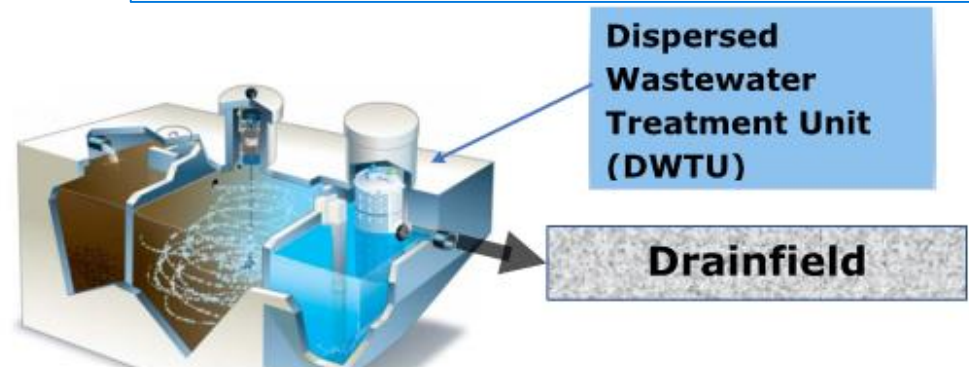 Dispersed
Wastewater
Treatment Unit
(DWTU)
Drainfield